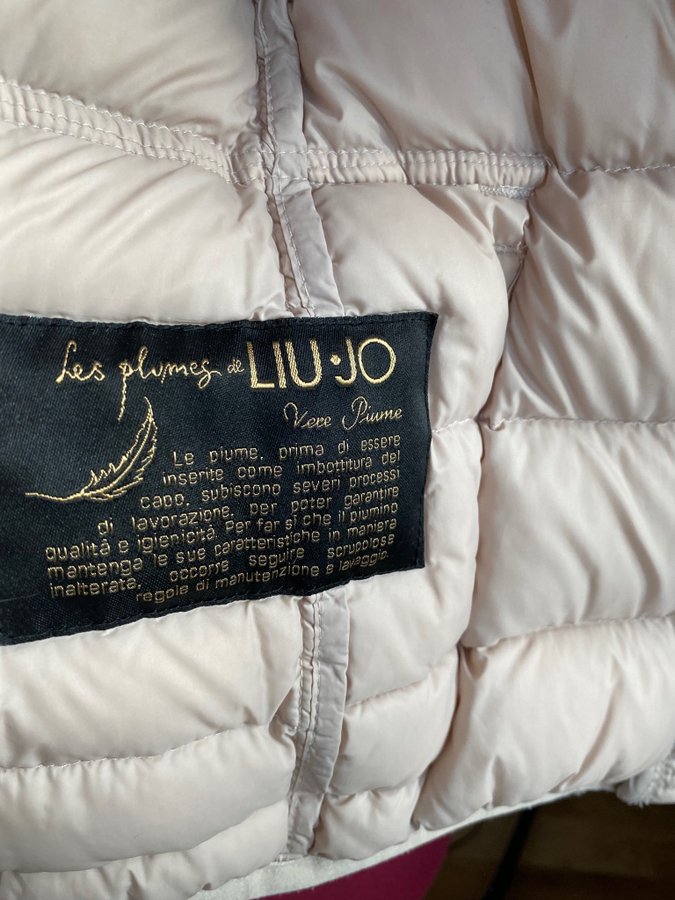 Les plumes de LIU·JO
Vere Piume
Le piume, prima di essere
inserite come imbottitura del
capo, subiscono severi processi
di lavorazione, per poter garantire
qualità e igienicità. Per far sì che il piumino
mantenga le sue caratteristiche in maniera
inalterata, occorre seguire scrupolose
regole di manutenzione e lavaggio.